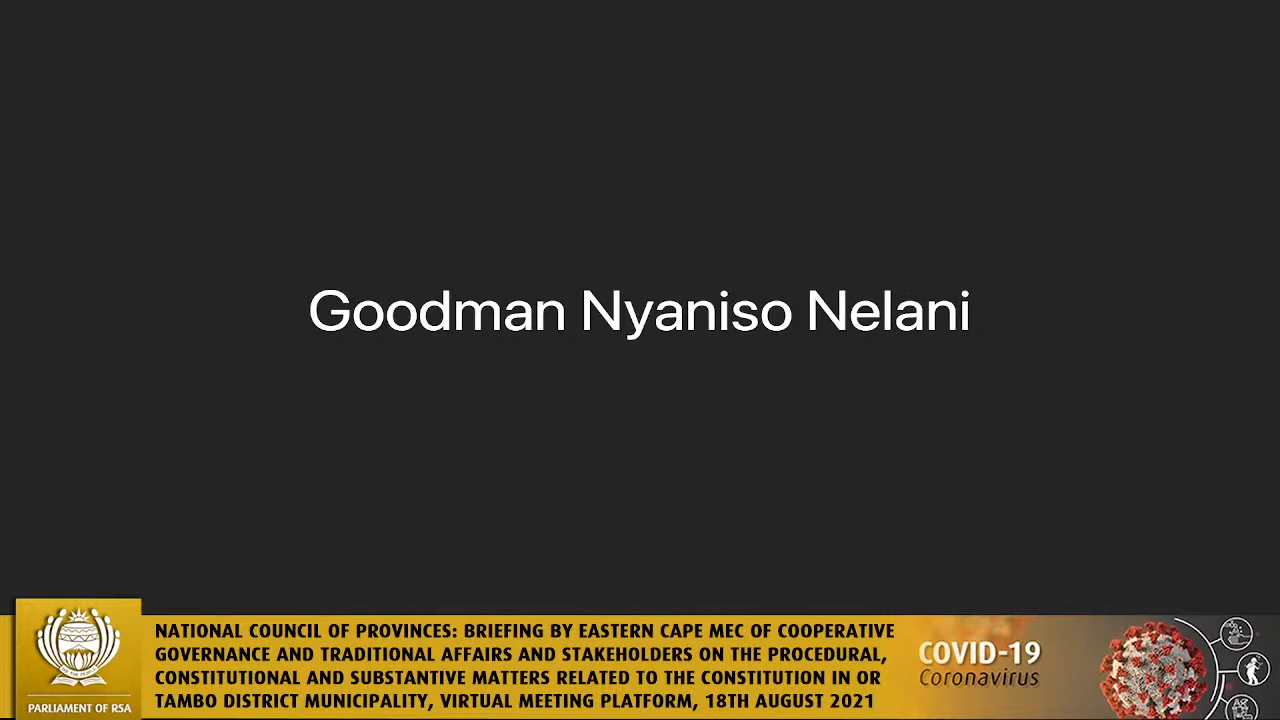 Goodman Nyaniso Nelani
NATIONAL COUNCIL OF PROVINCES: BRIEFING BY EASTERN CAPE MEC OF COOPERATIVE
GOVERNANCE AND TRADITIONAL AFFAIRS AND STAKEHOLDERS ON THE PROCEDURAL,
CONSTITUTIONAL AND SUBSTANTIVE MATTERS RELATED TO THE CONSTITUTION IN OR
TAMBO DISTRICT MUNICIPALITY, VIRTUAL MEETING PLATFORM, 18TH AUGUST 2021
PARLIAMENT OF RSA
COVID-19
Coronavirus